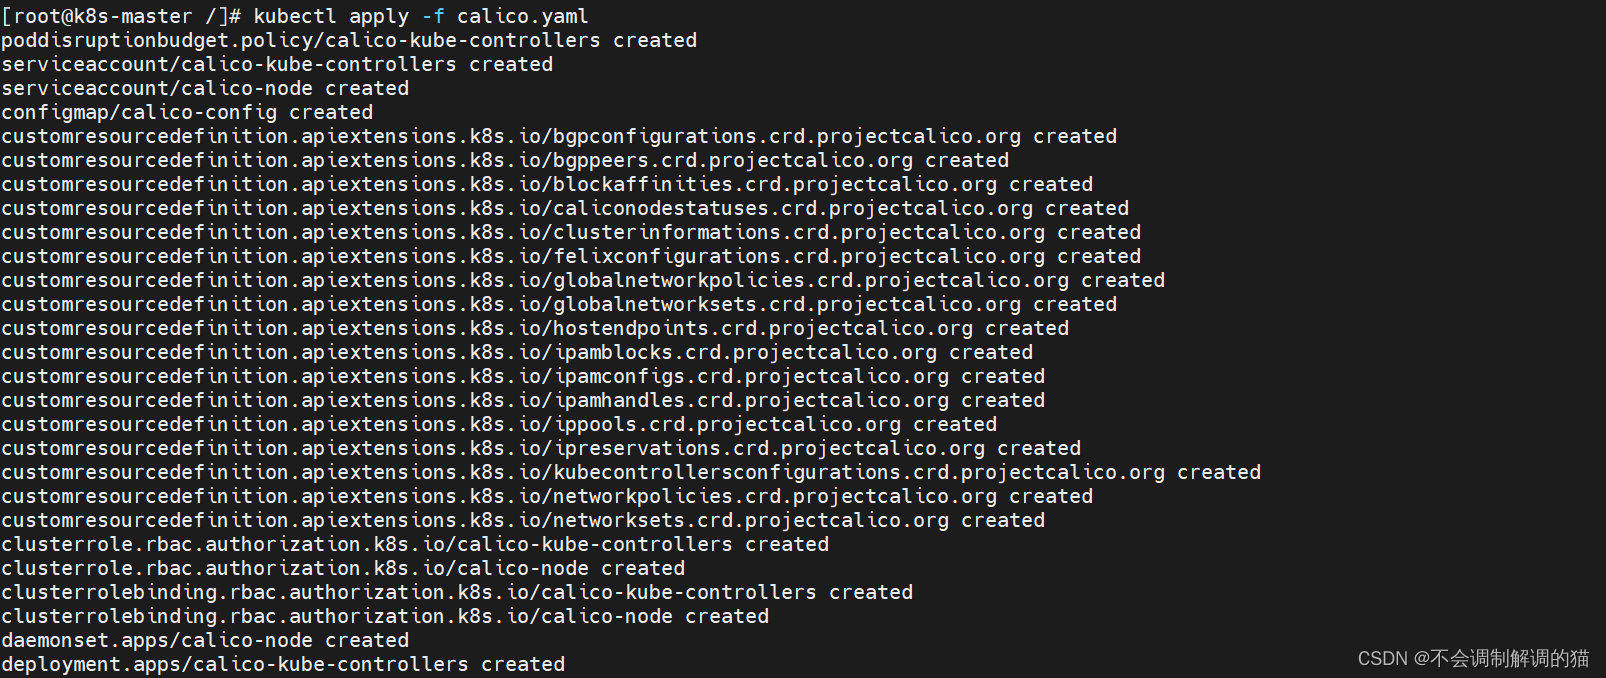 [root@k8s-master /]# kubectl apply -f calico.yaml
poddisruptionbudget.policy/calico-kube-controllers created
serviceaccount/calico-kube-controllers created
serviceaccount/calico-node created
configmap/calico-config created
customresourcedefinition.apiextensions.k8s.io/bgpconfigurations.crd.projectcalico.org created
customresourcedefinition.apiextensions.k8s.io/bgppeers.crd.projectcalico.org created
customresourcedefinition.apiextensions.k8s.io/blockaffinities.crd.projectcalico.org created
customresourcedefinition.apiextensions.k8s.io/caliconodestatuses.crd.projectcalico.org created
customresourcedefinition.apiextensions.k8s.io/clusterinformations.crd.projectcalico.org created
customresourcedefinition.apiextensions.k8s.io/felixconfigurations.crd.projectcalico.org created
customresourcedefinition.apiextensions.k8s.io/globalnetworkpolicies.crd.projectcalico.org created
customresourcedefinition.apiextensions.k8s.io/globalnetworksets.crd.projectcalico.org created
customresourcedefinition.apiextensions.k8s.io/hostendpoints.crd.projectcalico.org created
customresourcedefinition.apiextensions.k8s.io/ipamblocks.crd.projectcalico.org created
customresourcedefinition.apiextensions.k8s.io/ipamconfigs.crd.projectcalico.org created
customresourcedefinition.apiextensions.k8s.io/ipamhandles.crd.projectcalico.org created
customresourcedefinition.apiextensions.k8s.io/ippools.crd.projectcalico.org created
customresourcedefinition.apiextensions.k8s.io/ipreservations.crd.projectcalico.org created
customresourcedefinition.apiextensions.k8s.io/kubecontrollersconfigurations.crd.projectcalico.org created
customresourcedefinition.apiextensions.k8s.io/networkpolicies.crd.projectcalico.org created
customresourcedefinition.apiextensions.k8s.io/networksets.crd.projectcalico.org created
clusterrole.rbac.authorization.k8s.io/calico-kube-controllers created
clusterrole.rbac.authorization.k8s.io/calico-node created
clusterrolebinding.rbac.authorization.k8s.io/calico-kube-controllers created
clusterrolebinding.rbac.authorization.k8s.io/calico-node created
daemonset.apps/calico-node created
deployment.apps/calico-kube-controllers created
CSDN @不会调制解调的猫